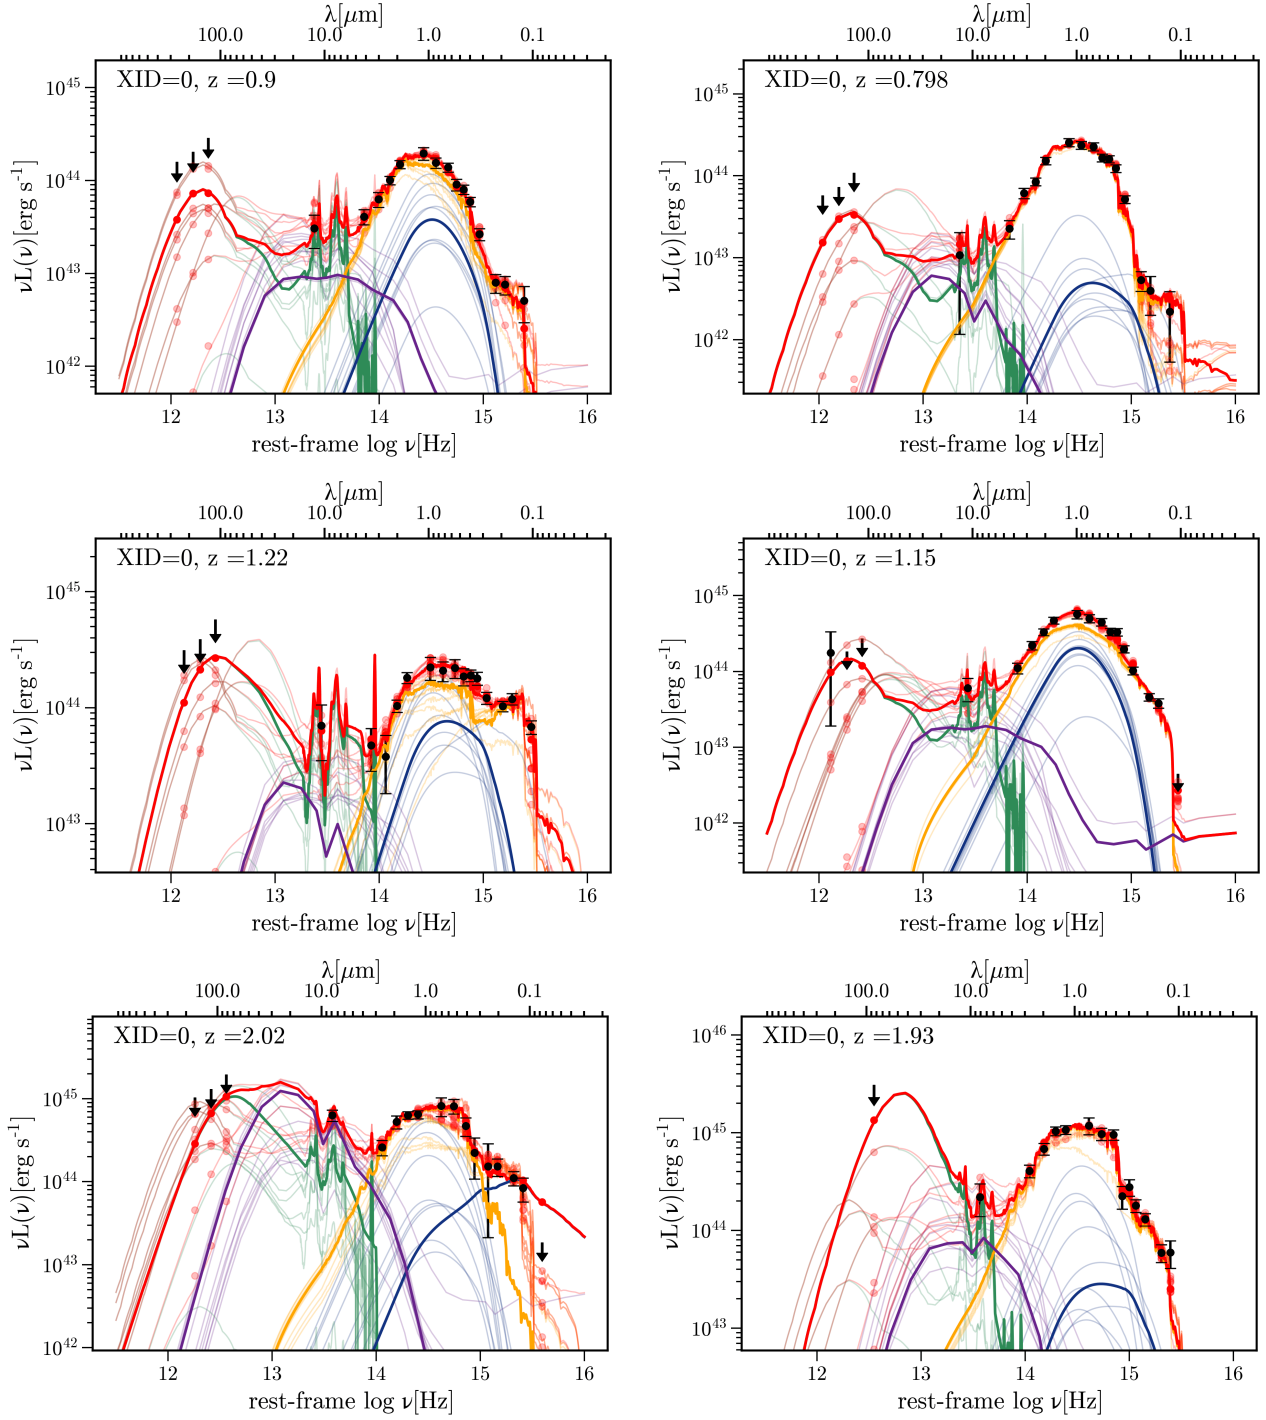 λ[μm] λ[μm]
100.0 10.0 1.0 0.1 100.0 10.0 1.0 0.1
XID=0, z =0.9 XID=0, z =0.798
10^45 10^44 10^43 10^42 10^45 10^44 10^43 10^42
νL(ν)[erg s^-1] νL(ν)[erg s^-1]
12 13 14 15 16 12 13 14 15 16
rest-frame log ν[Hz] rest-frame log ν[Hz]
λ[μm] λ[μm]
100.0 10.0 1.0 0.1 100.0 10.0 1.0 0.1
XID=0, z =1.22 XID=0, z =1.15
10^45 10^44 10^43 10^45 10^44 10^43 10^42
νL(ν)[erg s^-1] νL(ν)[erg s^-1]
12 13 14 15 16 12 13 14 15 16
rest-frame log ν[Hz] rest-frame log ν[Hz]
λ[μm] λ[μm]
100.0 10.0 1.0 0.1 100.0 10.0 1.0 0.1
XID=0, z =2.02 XID=0, z =1.93
10^45 10^44 10^43 10^42 10^46 10^45 10^44 10^43
νL(ν)[erg s^-1] νL(ν)[erg s^-1]
12 13 14 15 16 12 13 14 15 16
rest-frame log ν[Hz] rest-frame log ν[Hz]